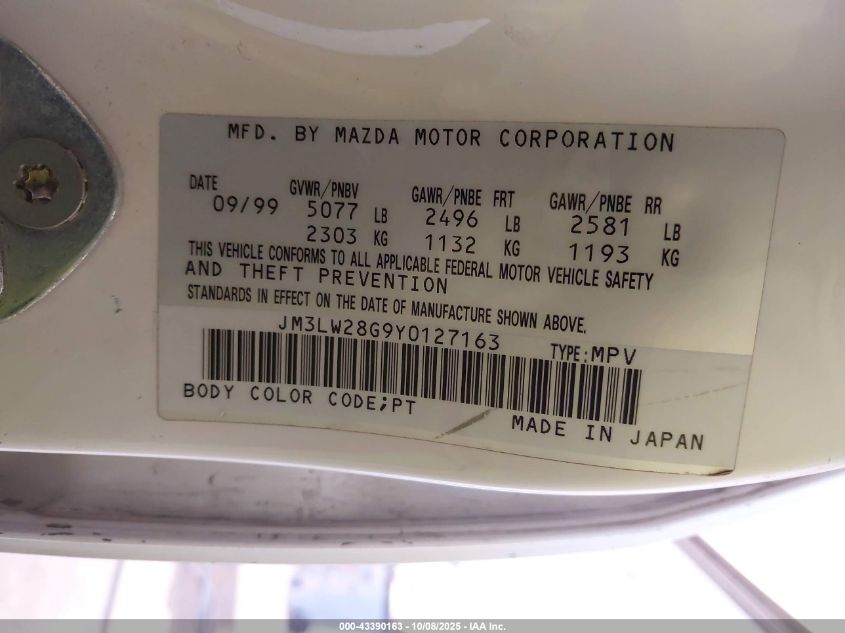 MFD. BY MAZDA MOTOR CORPORATION
DATE GVWR/PNBV GAWR/PNBE FRT GAWR/PNBE RR
09/99 5077 LB 2496 LB 2581 LB
2303 KG 1132 KG 1193 KG
THIS VEHICLE CONFORMS TO ALL APPLICABLE FEDERAL MOTOR VEHICLE SAFETY
AND THEFT PREVENTION
STANDARDS IN EFFECT ON THE DATE OF MANUFACTURE SHOWN ABOVE.
JM3LW28G9Y0127163
TYPE:MPV
BODY COLOR CODE;PT
MADE IN JAPAN
000-43390163 - 10/08/2025 - IAA Inc.